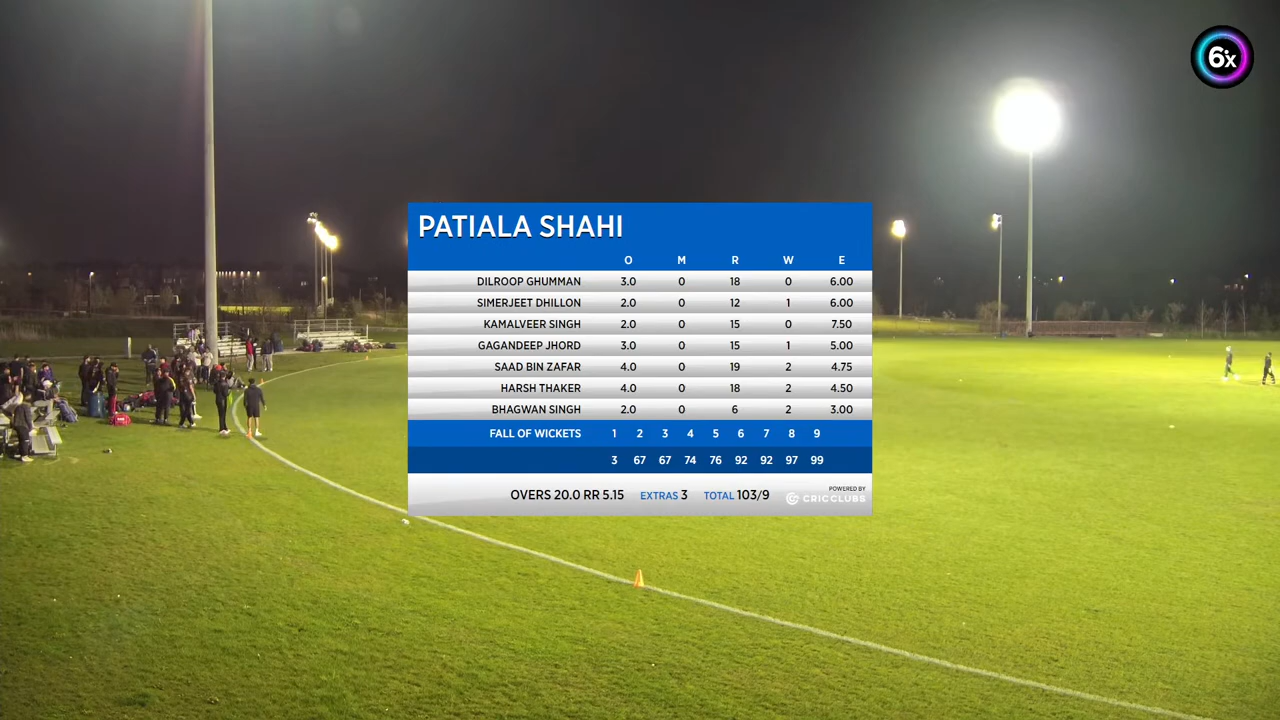 6ix
PATIALA SHAHI
O M R W E
DILROOP GHUMMAN 3.0 0 18 0 6.00
SIMERJEET DHILLON 2.0 0 12 1 6.00
KAMALVEER SINGH 2.0 0 15 0 7.50
GAGANDEEP JHORD 3.0 0 15 1 5.00
SAAD BIN ZAFAR 4.0 0 19 2 4.75
HARSH THAKER 4.0 0 18 2 4.50
BHAGWAN SINGH 2.0 0 6 2 3.00
FALL OF WICKETS 1 2 3 4 5 6 7 8 9
3 67 67 74 76 92 92 97 99
OVERS 20.0 RR 5.15 EXTRAS 3 TOTAL 103/9
POWERED BY
CRICCLUBS